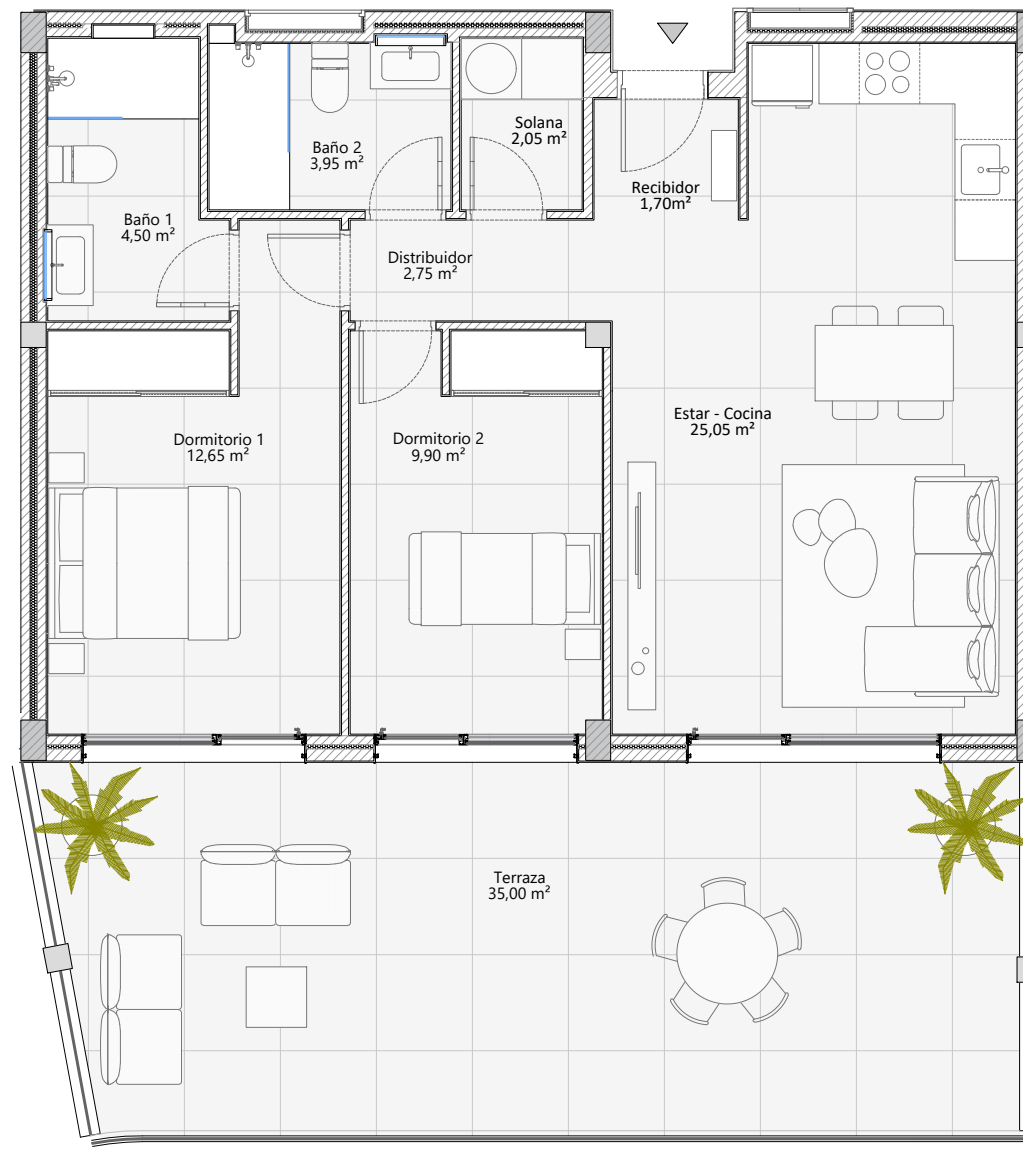 Solana
2,05 m²
Baño 2
3,95 m²
Recibidor
1,70m²
Baño 1
4,50 m²
Distribuidor
2,75 m²
Estar - Cocina
25,05 m²
Dormitorio 1
12,65 m²
Dormitorio 2
9,90 m²
Terraza
35,00 m²